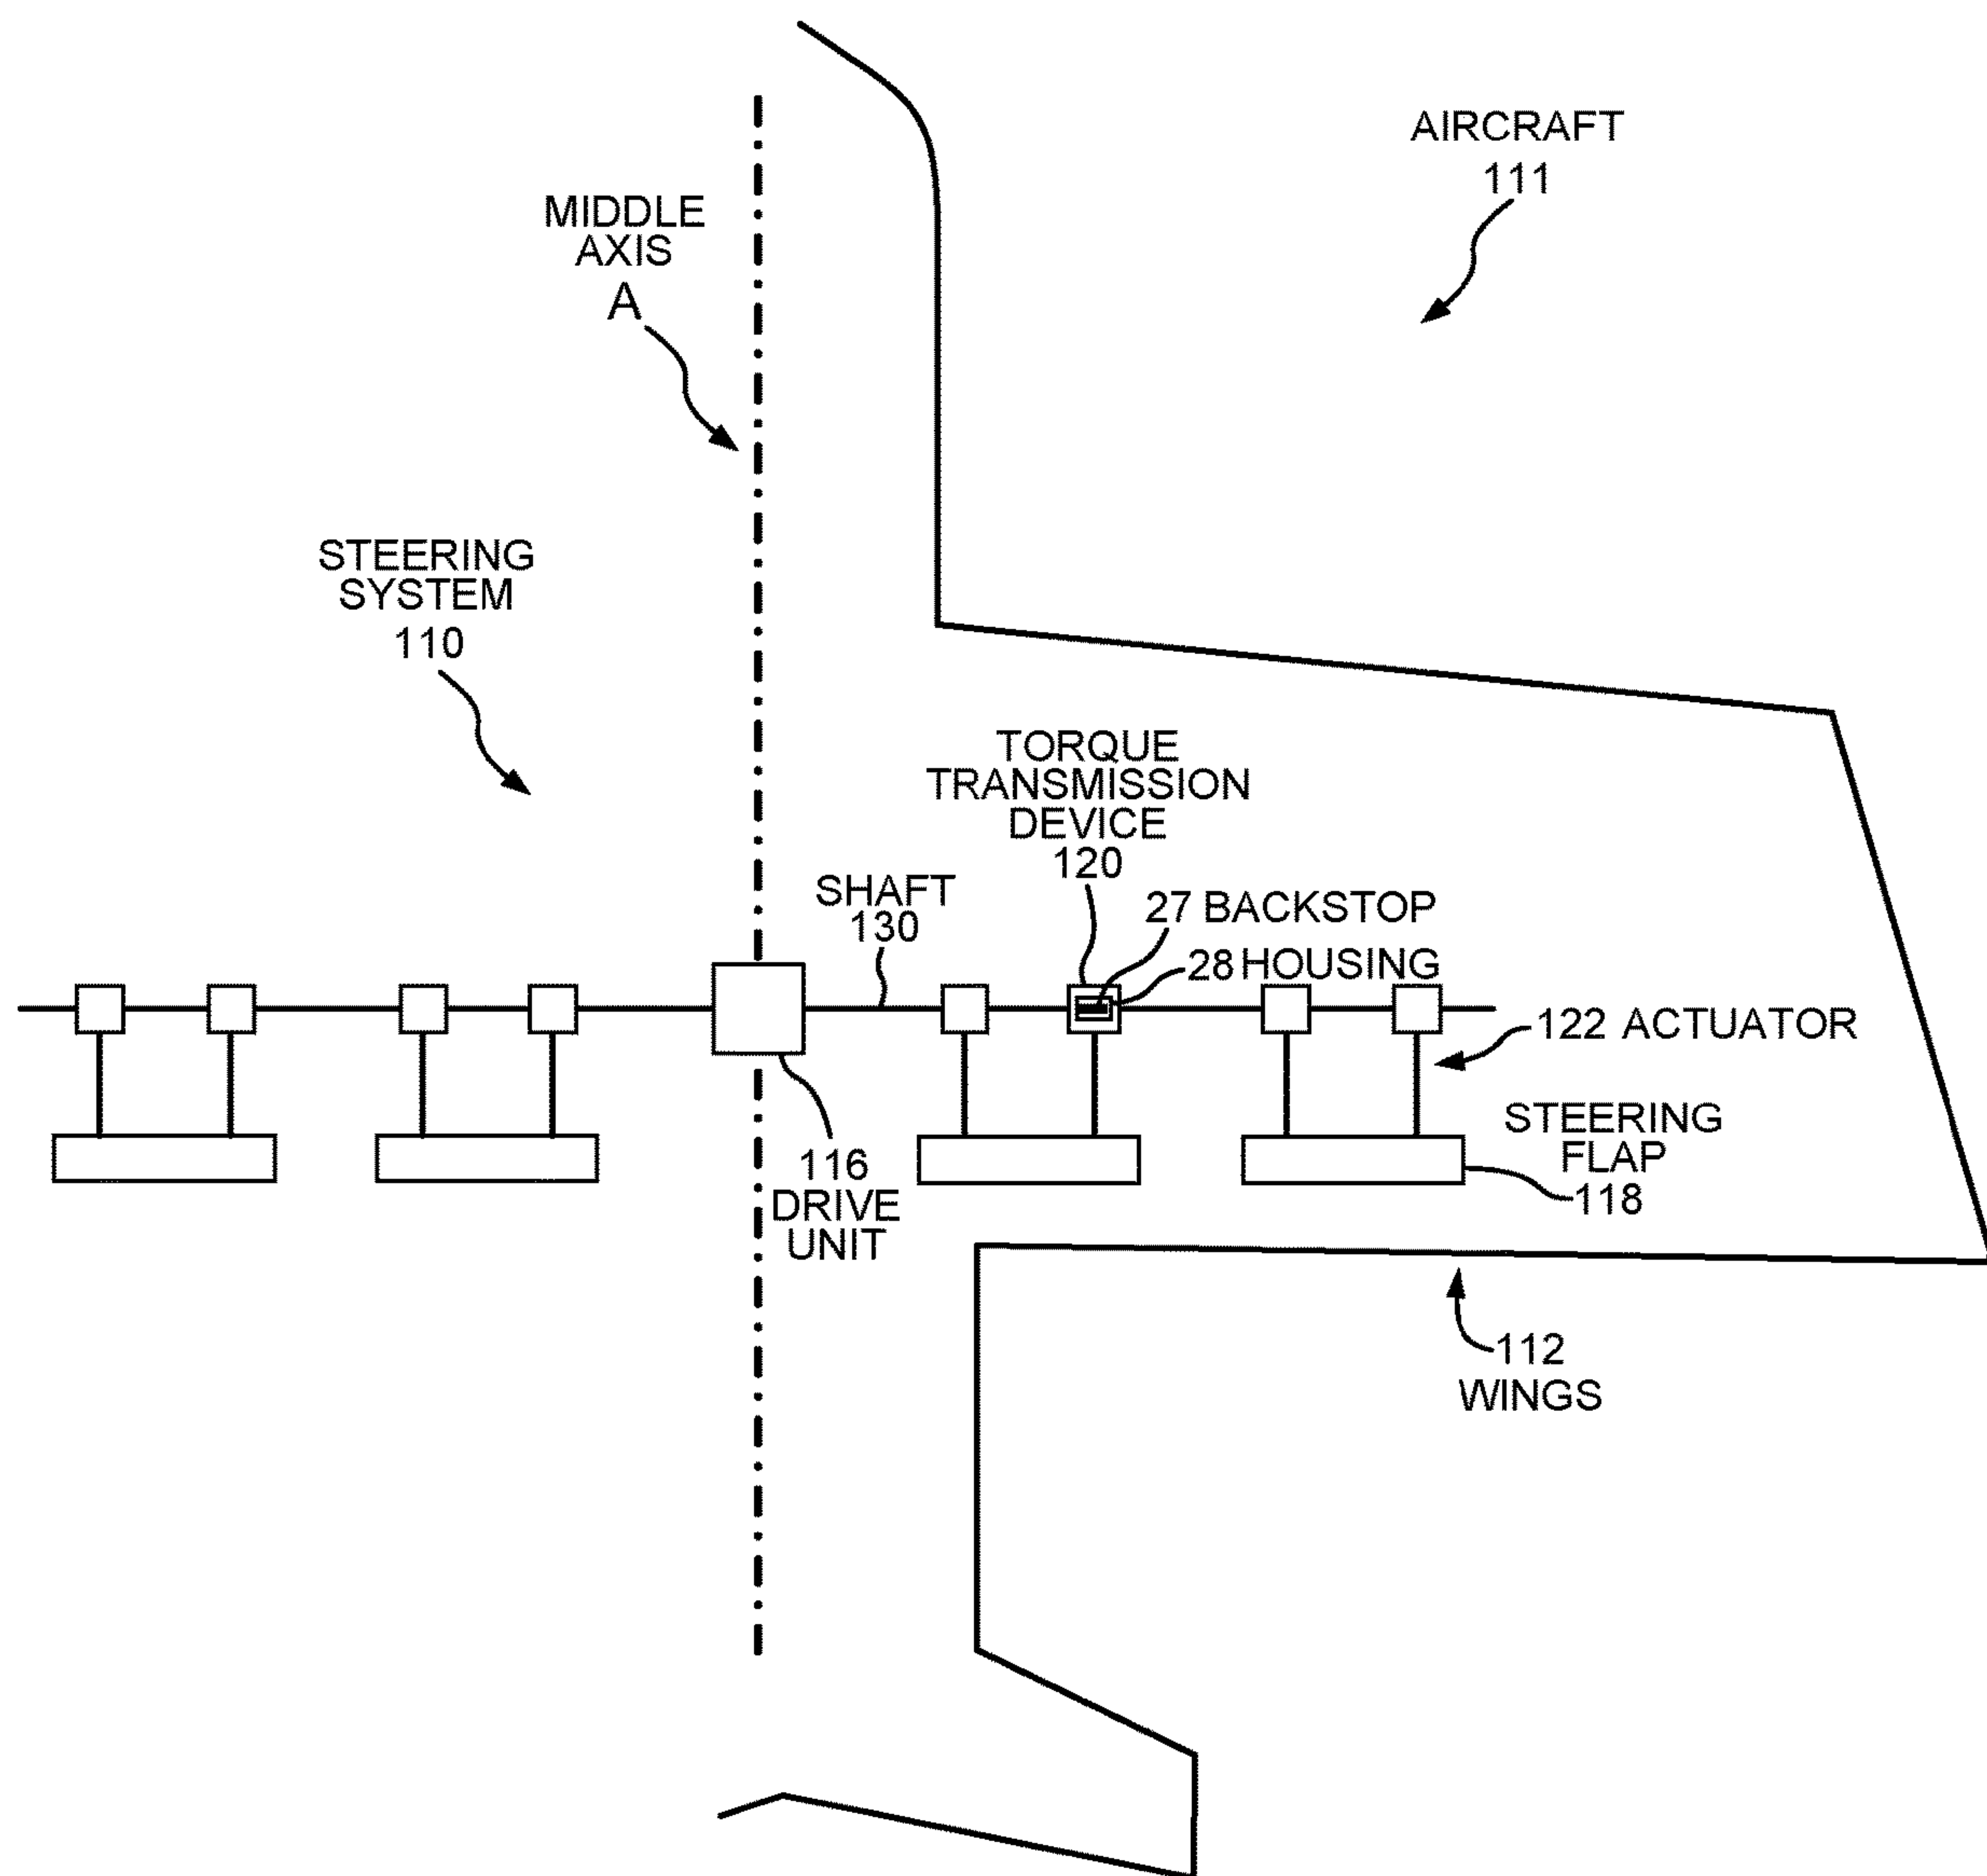 AIRCRAFT
111
MIDDLE
AXIS
A
STEERING
SYSTEM
110
TORQUE
TRANSMISSION
DEVICE
120
SHAFT
130
27 BACKSTOP
28 HOUSING
122 ACTUATOR
STEERING
FLAP
118
116
DRIVE
UNIT
112
WINGS